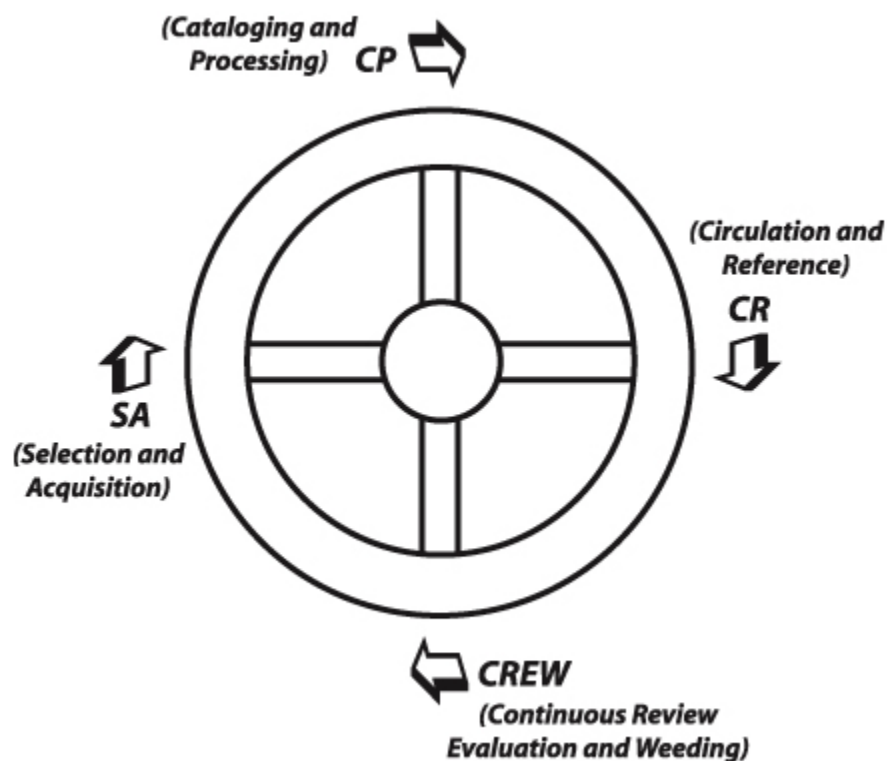 (Cataloging and
Processing) CP
(Circulation and
Reference)
CR
SA
(Selection and
Acquisition)
CREW
(Continuous Review
Evaluation and Weeding)